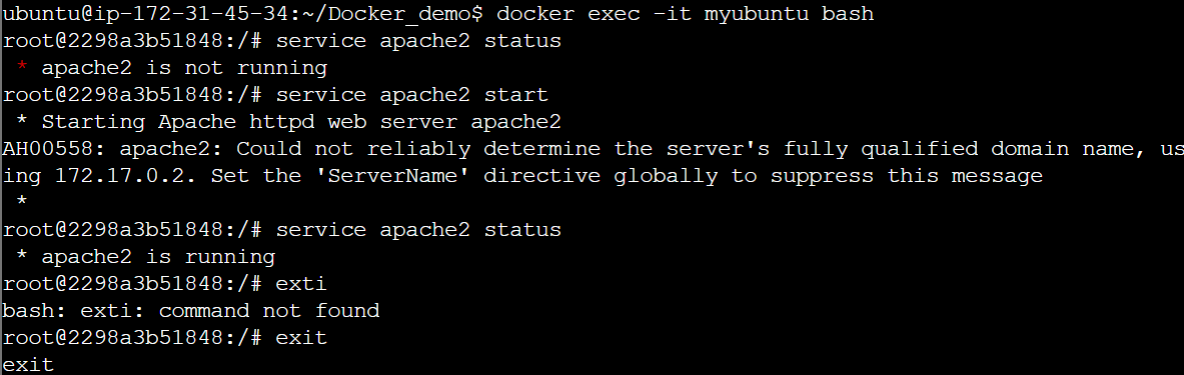 ubuntu@ip-172-31-45-34:~/Docker_demo$ docker exec -it myubuntu bash
root@2298a3b51848:/# service apache2 status
 * apache2 is not running
root@2298a3b51848:/# service apache2 start
 * Starting Apache httpd web server apache2
AH00558: apache2: Could not reliably determine the server's fully qualified domain name, us
ing 172.17.0.2. Set the 'ServerName' directive globally to suppress this message
 *
root@2298a3b51848:/# service apache2 status
 * apache2 is running
root@2298a3b51848:/# exti
bash: exti: command not found
root@2298a3b51848:/# exit
exit